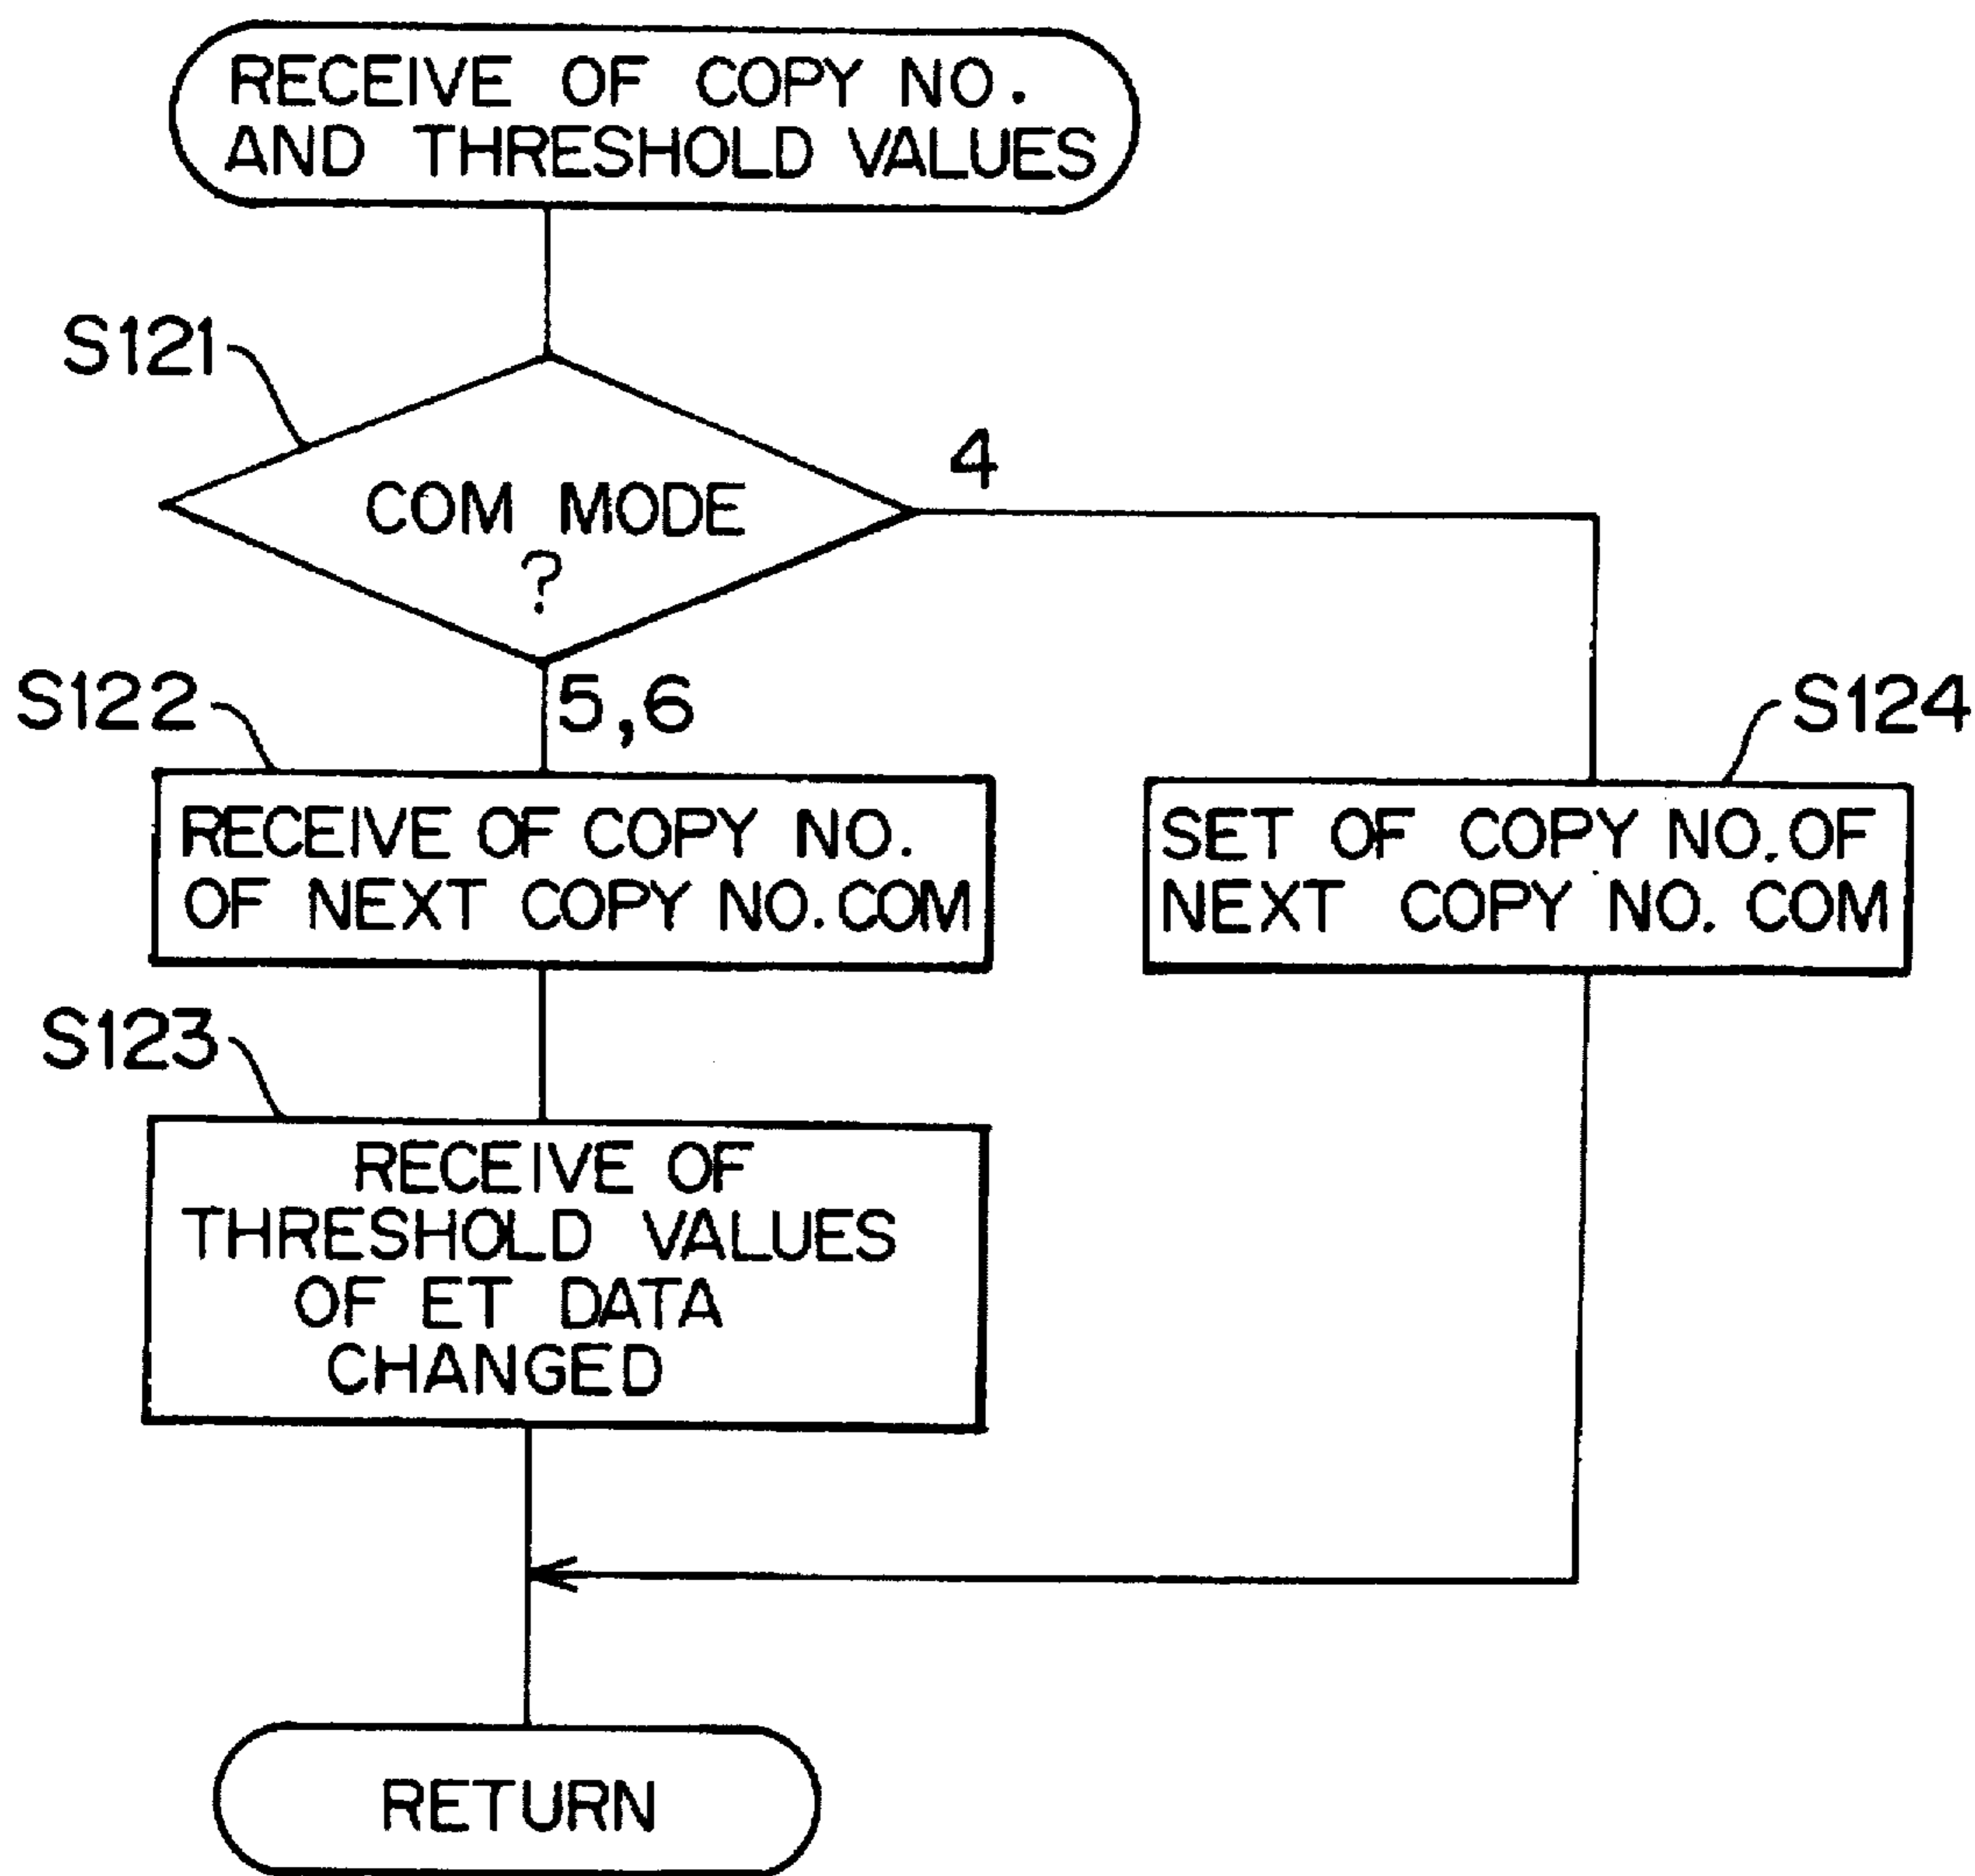 RECEIVE OF COPY NO.
AND THRESHOLD VALUES
S121
COM MODE
?
4
5,6
S122
RECEIVE OF COPY NO.
OF NEXT COPY NO. COM
S124
SET OF COPY NO. OF
NEXT COPY NO. COM
S123
RECEIVE OF
THRESHOLD VALUES
OF ET DATA
CHANGED
RETURN